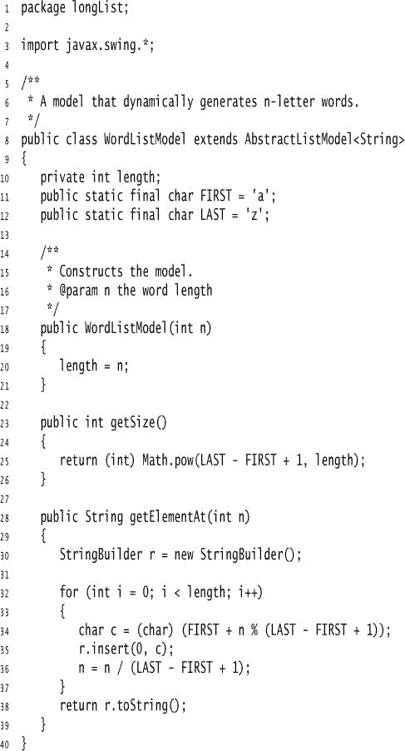 1 package longList;
2
3 import javax.swing.*;
4
5 /**
6  * A model that dynamically generates n-letter words.
7  */
8 public class WordListModel extends AbstractListModel<String>
9 {
10    private int length;
11    public static final char FIRST = 'a';
12    public static final char LAST = 'z';
13
14    /**
15     * Constructs the model.
16     * @param n the word length
17     */
18    public WordListModel(int n)
19    {
20       length = n;
21    }
22
23    public int getSize()
24    {
25       return (int) Math.pow(LAST - FIRST + 1, length);
26    }
27
28    public String getElementAt(int n)
29    {
30       StringBuilder r = new StringBuilder();
31
32       for (int i = 0; i < length; i++)
33       {
34          char c = (char) (FIRST + n % (LAST - FIRST + 1));
35          r.insert(0, c);
36          n = n / (LAST - FIRST + 1);
37       }
38       return r.toString();
39    }
40 }